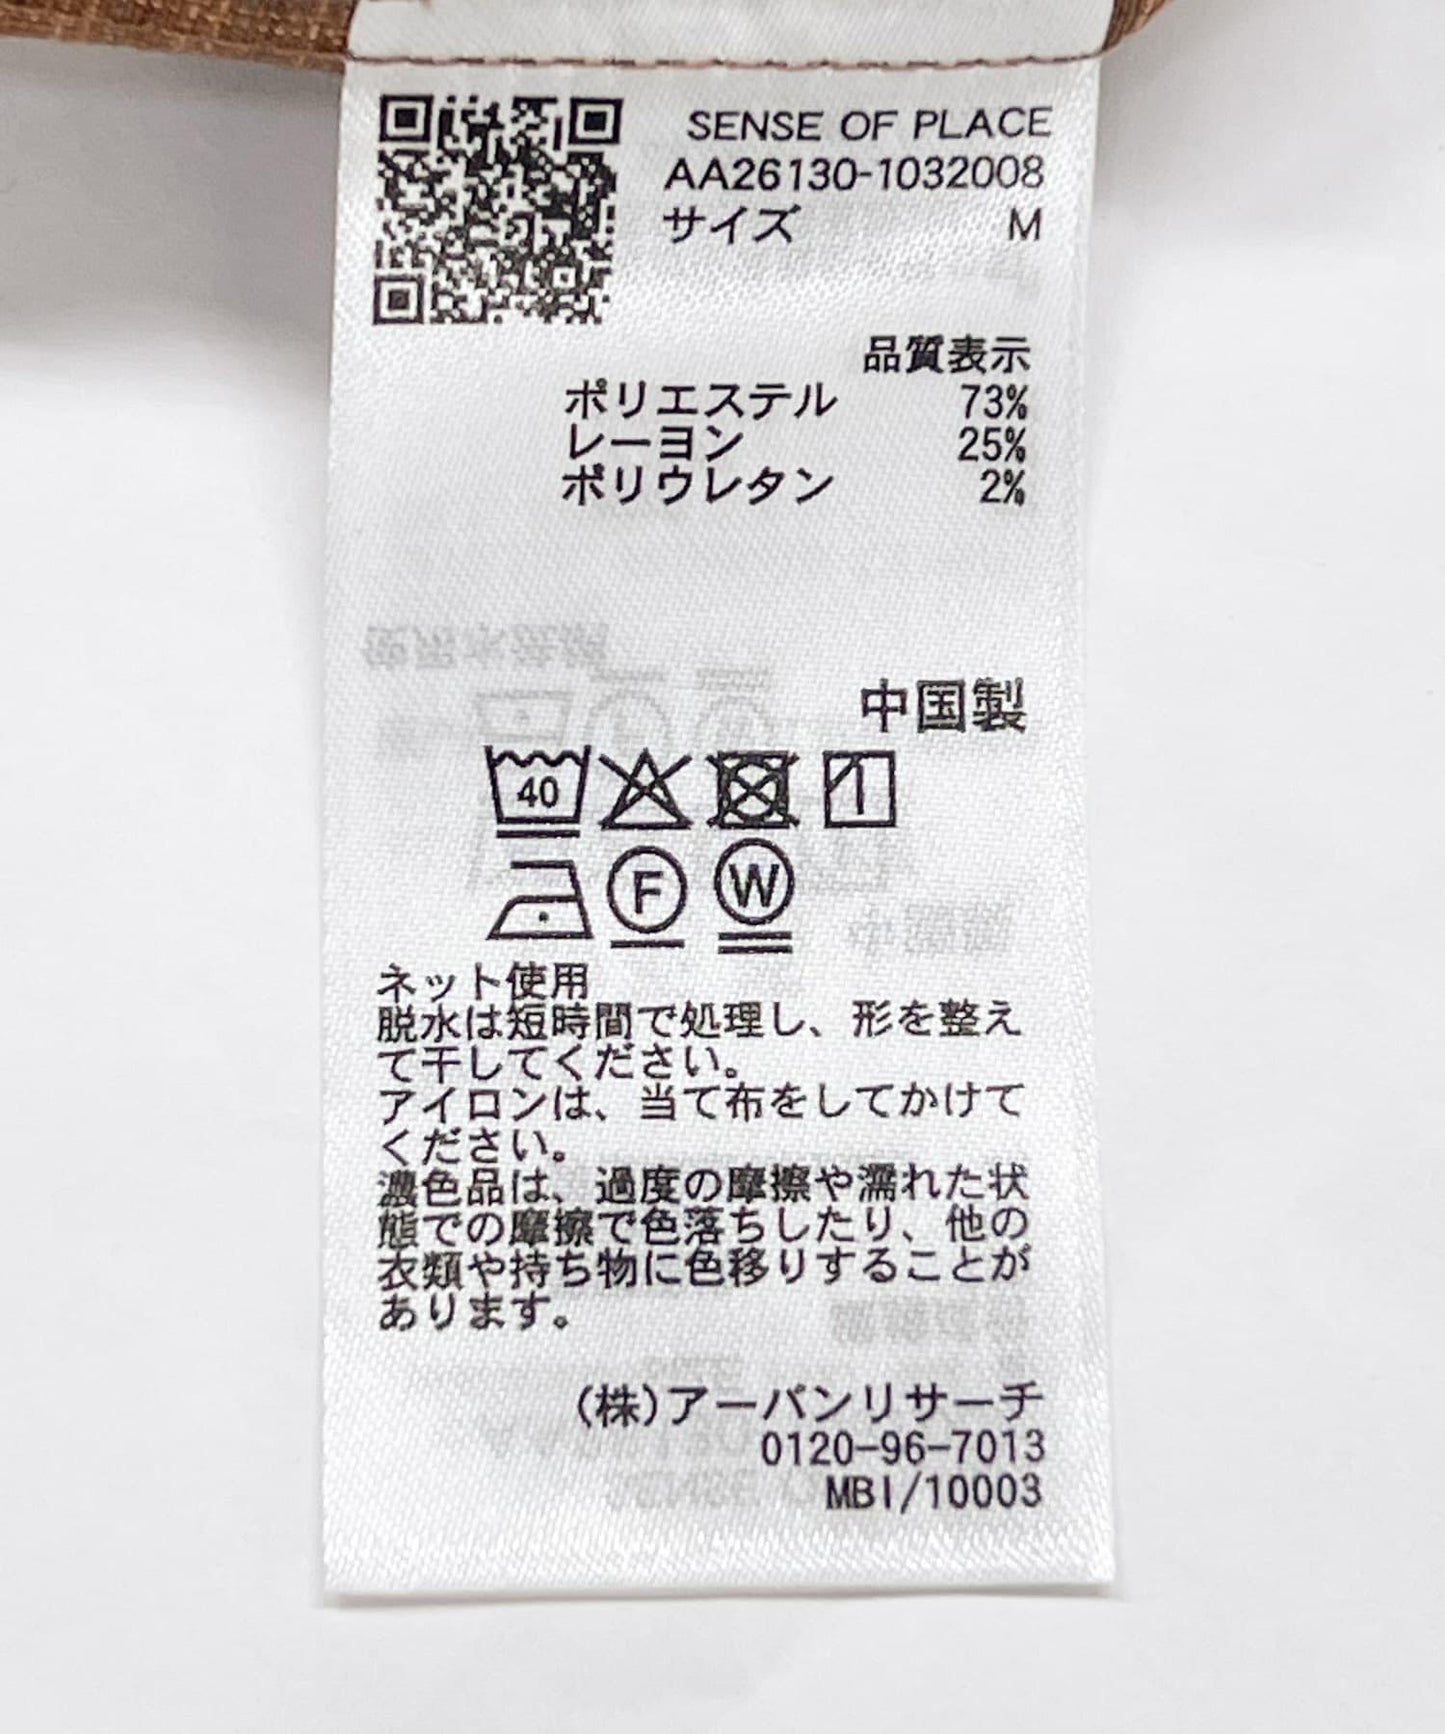 SENSE OF PLACE
AA26130-1032008
サイズ M
品質表示
ポリエステル 73%
レーヨン 25%
ポリウレタン 2%
中国製
40
F W
ネット使用
脱水は短時間で処理し、形を整え
て干してください。
アイロンは、当て布をしてかけて
ください。
濃色品は、過度の摩擦や濡れた状
態での摩擦で色落ちしたり、他の
衣類や持ち物に色移りすることが
あります。
(株)アーバンリサーチ
0120-96-7013
MBI/10003